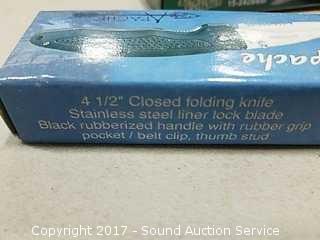 APACHE
pache
4 1/2" Closed folding knife
Stainless steel liner lock blade
Black rubberized handle with rubber grip
pocket / belt clip, thumb stud
Copyright 2017 - Sound Auction Service